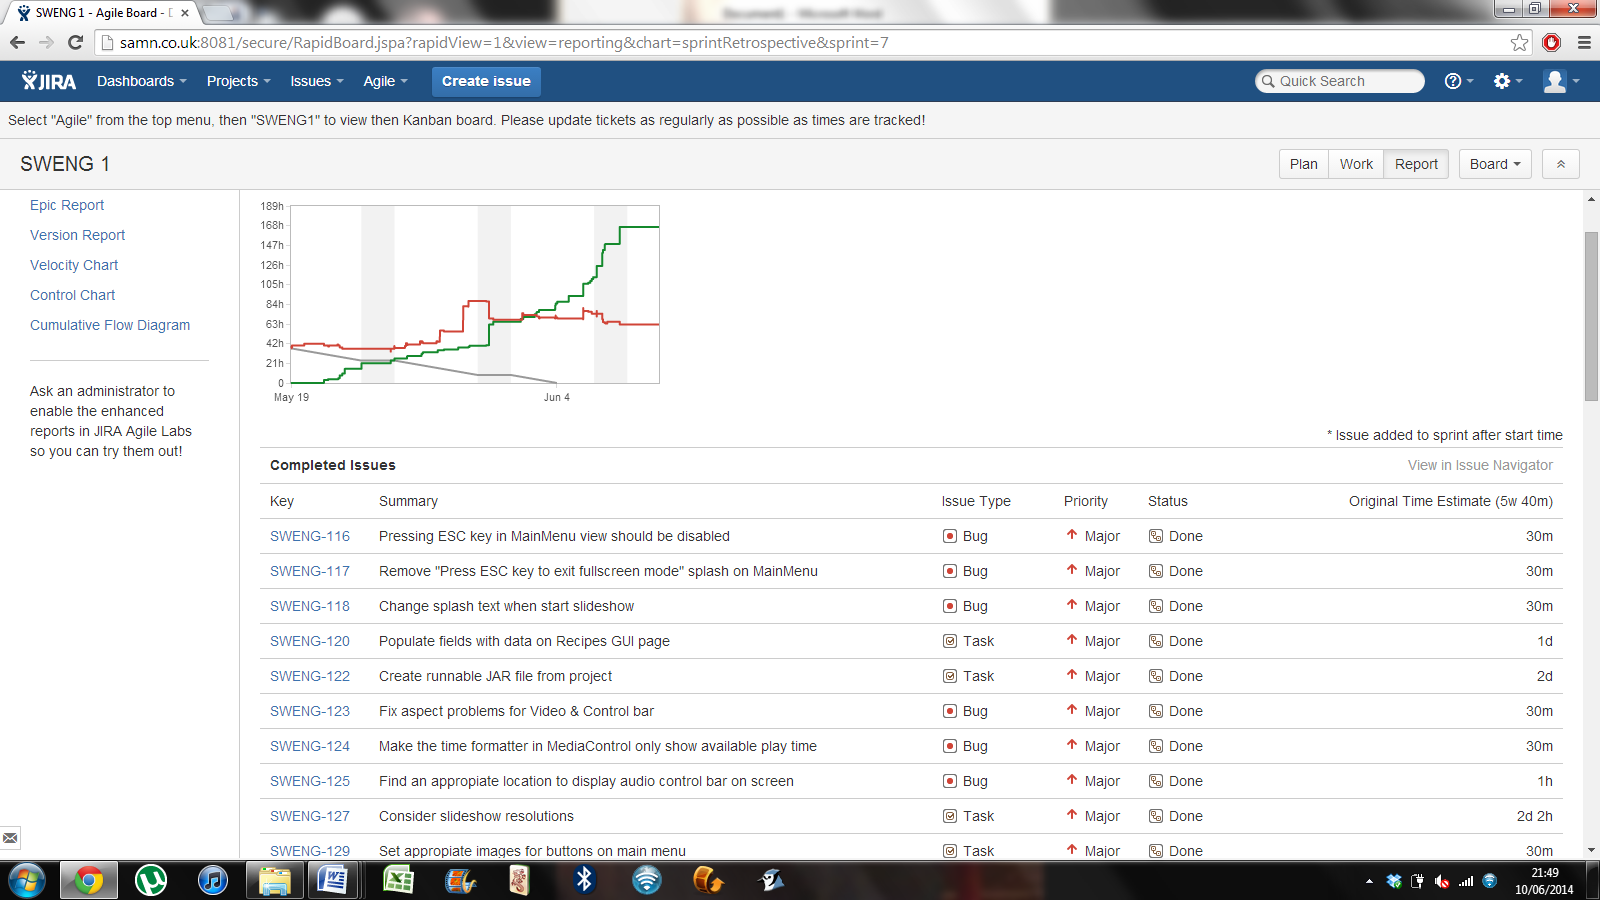 Document1 - Microsoft Word
SWENG 1 - Agile Board - D
samn.co.uk:8081/secure/RapidBoard.jspa?rapidView=1&view=reporting&chart=sprintRetrospective&sprint=7
JIRA Dashboards Projects Issues Agile Create issue Quick Search
Select "Agile" from the top menu, then "SWENG1" to view then Kanban board. Please update tickets as regularly as possible as times are tracked!
SWENG 1 Plan Work Report Board
Epic Report
Version Report
Velocity Chart
Control Chart
Cumulative Flow Diagram
Ask an administrator to
enable the enhanced
reports in JIRA Agile Labs
so you can try them out!
189h
168h
147h
126h
105h
84h
63h
42h
21h
0
May 19 Jun 4
* Issue added to sprint after start time
Completed Issues View in Issue Navigator
Key Summary Issue Type Priority Status Original Time Estimate (5w 40m)
SWENG-116 Pressing ESC key in MainMenu view should be disabled Bug Major Done 30m
SWENG-117 Remove "Press ESC key to exit fullscreen mode" splash on MainMenu Bug Major Done 30m
SWENG-118 Change splash text when start slideshow Bug Major Done 30m
SWENG-120 Populate fields with data on Recipes GUI page Task Major Done 1d
SWENG-122 Create runnable JAR file from project Task Major Done 2d
SWENG-123 Fix aspect problems for Video & Control bar Bug Major Done 30m
SWENG-124 Make the time formatter in MediaControl only show available play time Bug Major Done 30m
SWENG-125 Find an appropiate location to display audio control bar on screen Bug Major Done 1h
SWENG-127 Consider slideshow resolutions Task Major Done 2d 2h
SWENG-129 Set appropiate images for buttons on main menu Task Major Done 30m
21:49
10/06/2014